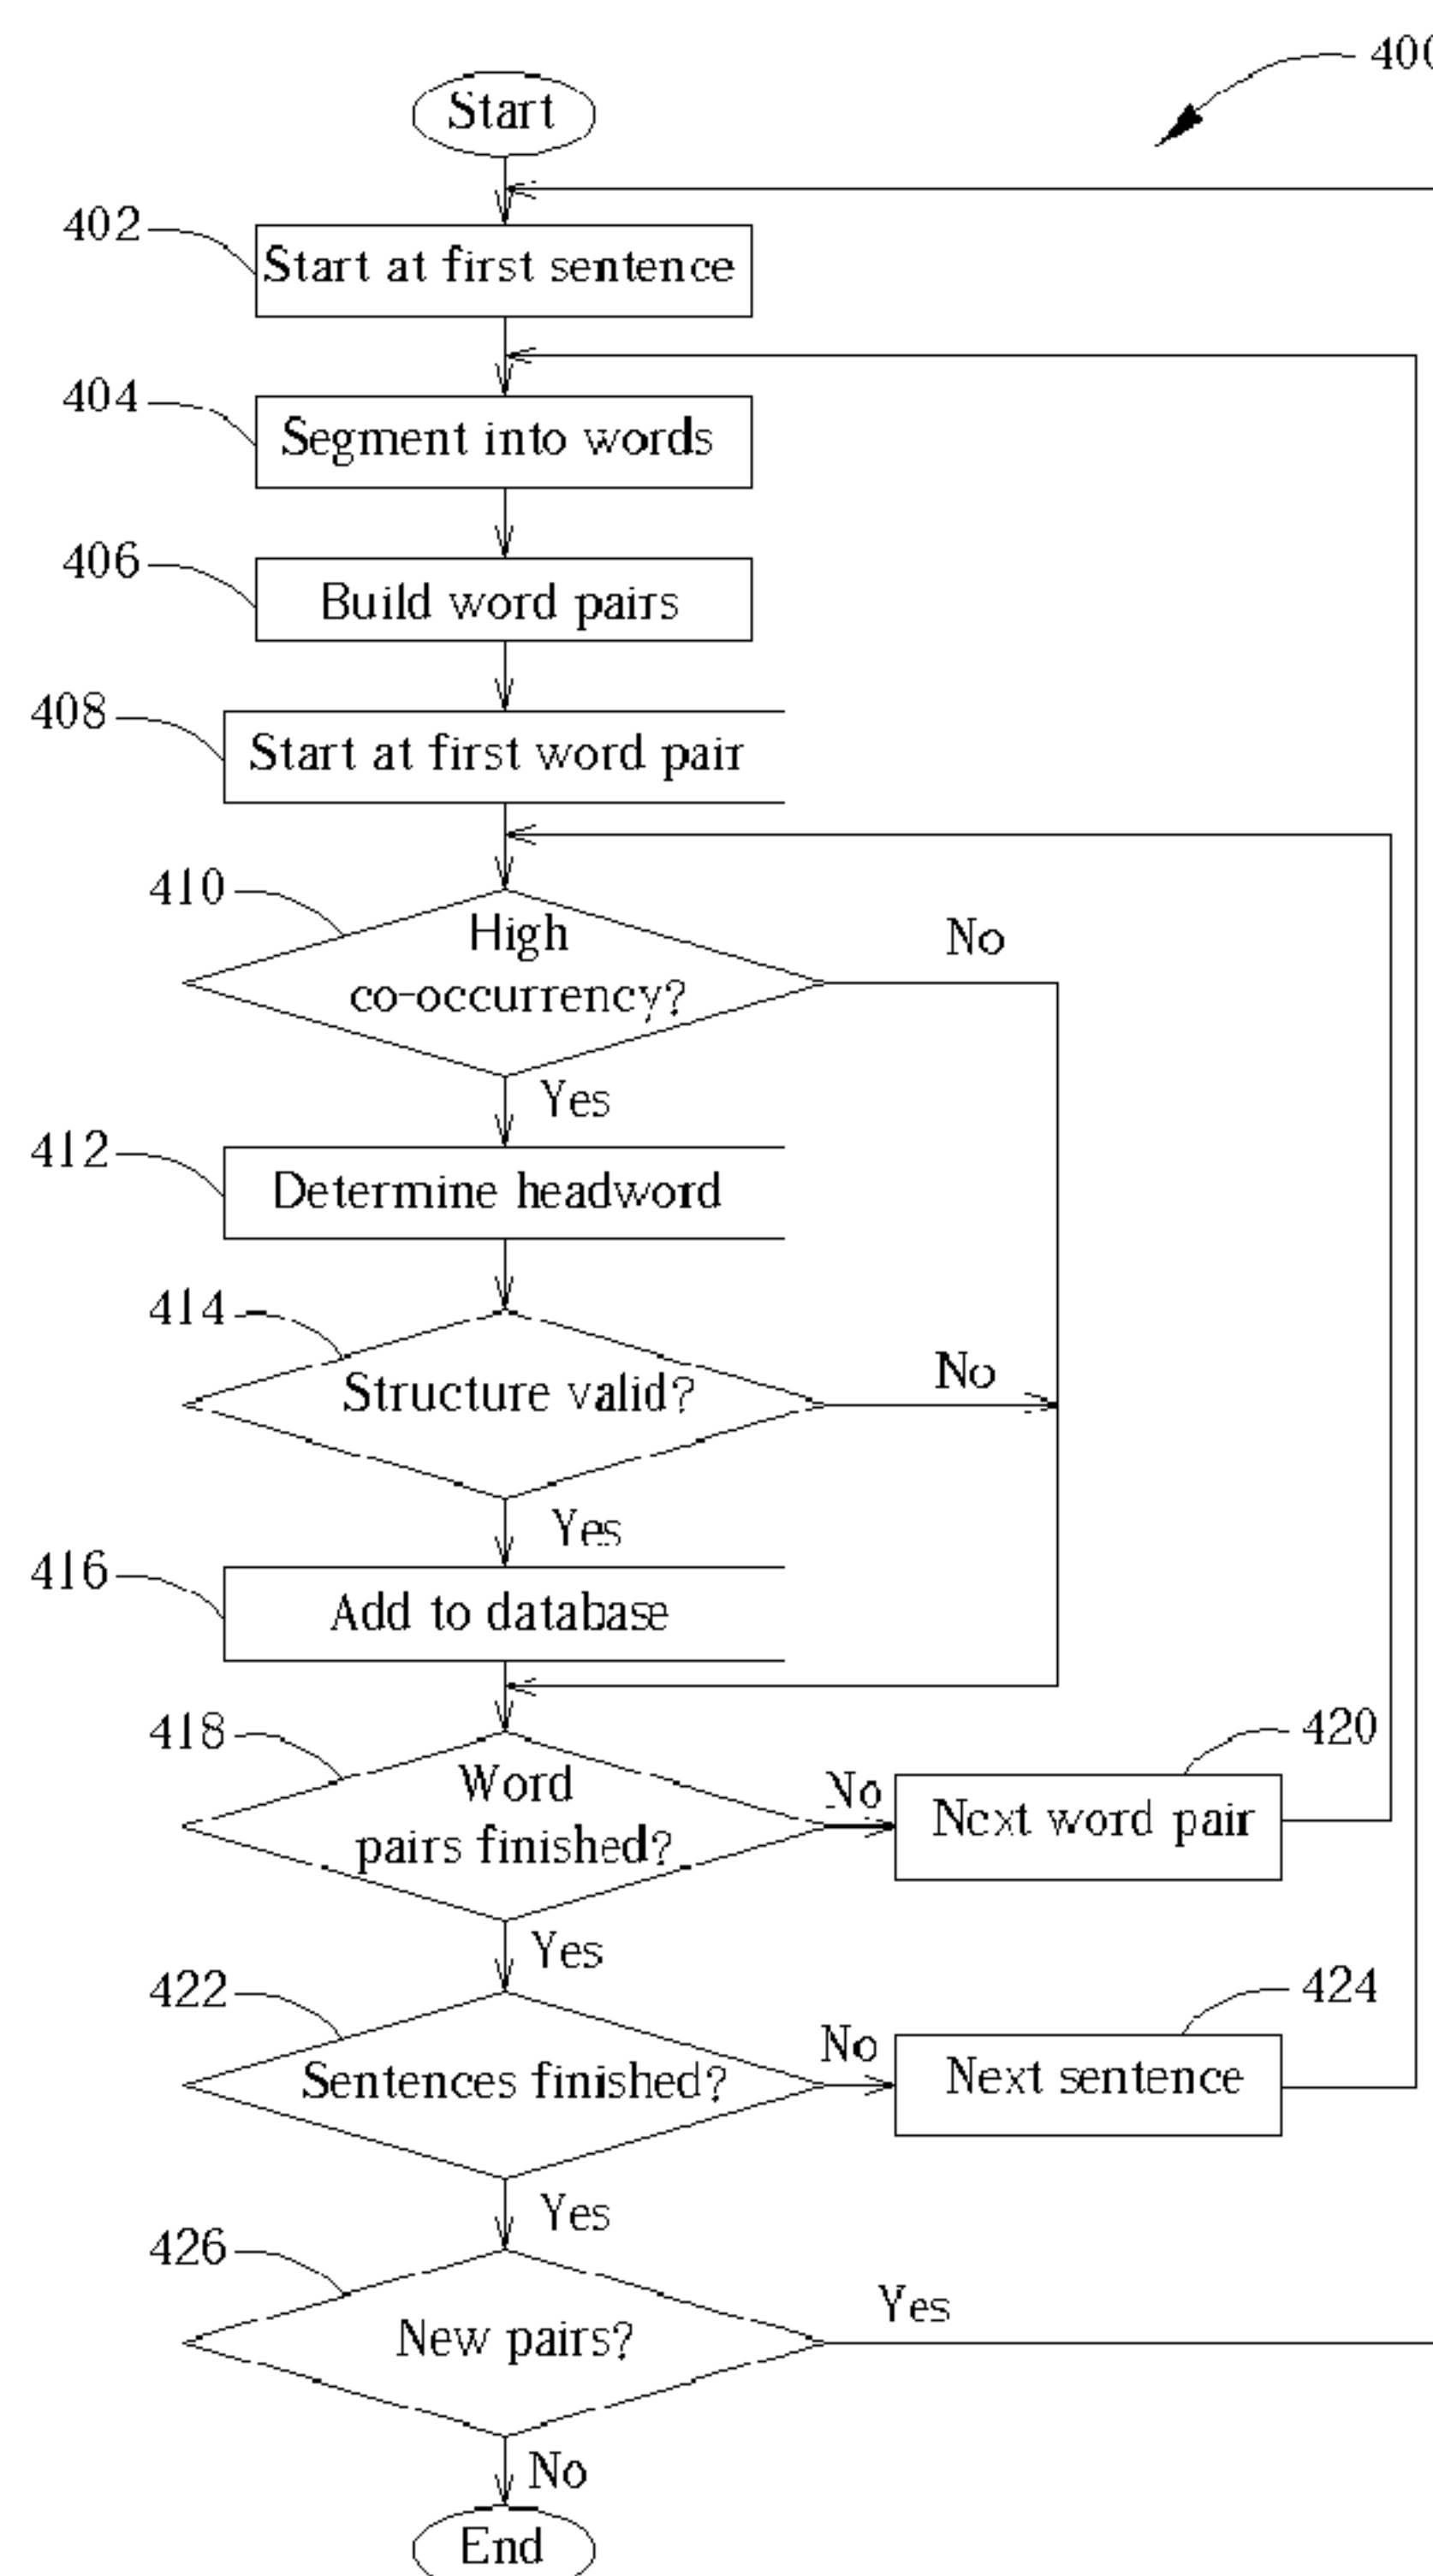 400
Start
402
Start at first sentence
404
Segment into words
406
Build word pairs
408
Start at first word pair
410
High
co-occurrency?
No
Yes
412
Determine headword
414
Structure valid?
No
Yes
416
Add to database
418
Word
pairs finished?
No
420
Next word pair
Yes
422
Sentences finished?
No
424
Next sentence
Yes
426
New pairs?
Yes
No
End